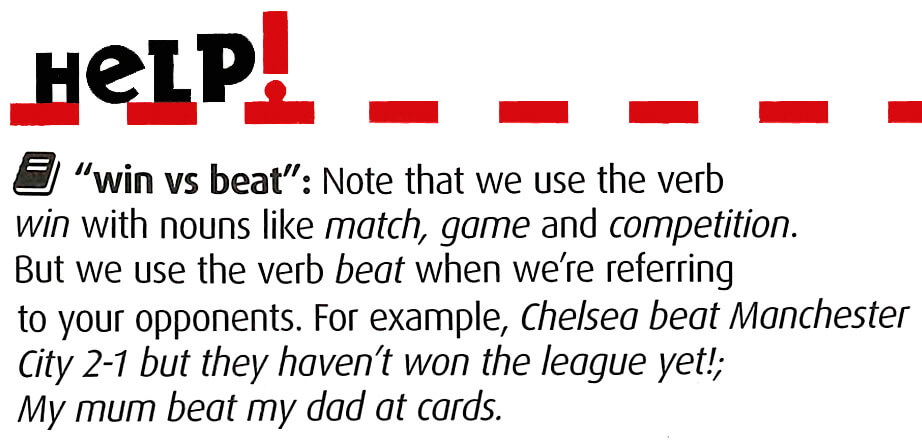 HeLP!
"win vs beat": Note that we use the verb
win with nouns like match, game and competition.
But we use the verb beat when we're referring
to your opponents. For example, Chelsea beat Manchester
City 2-1 but they haven't won the league yet!;
My mum beat my dad at cards.